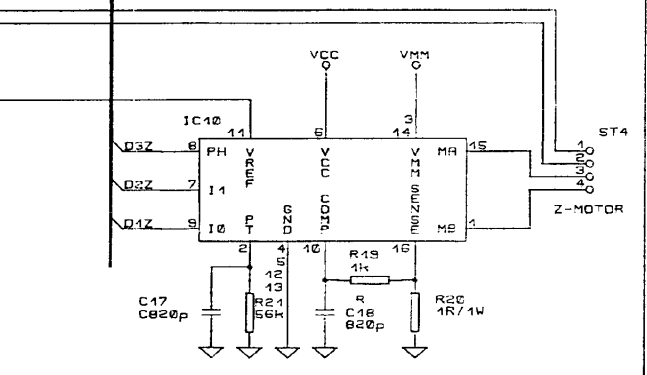 VCC VMM
IC10 3
11 6 14
ST4
D3Z 8 PH VREF VCC VMM MA 15 1
2
D2Z 7 I1 3
4
Z-MOTOR
D1Z 9 I0 PT GND COMP SENSE MB 1
2 4 10 16
5
12
13
R19
1k
C17
C820p
R21
56k
R
C18
820p
R20
1R/1W